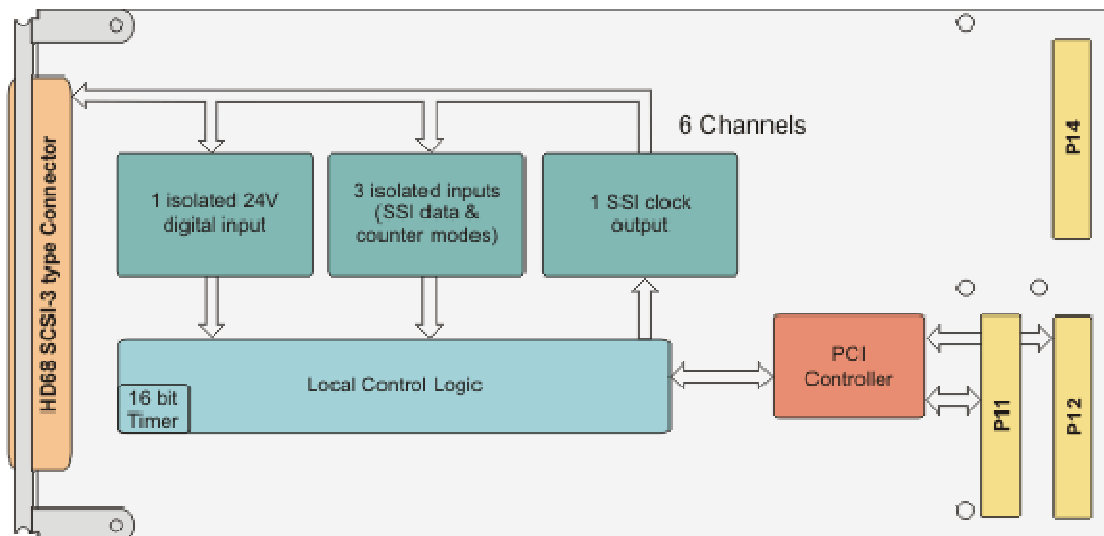 HD68 SCSI-3 type Connector
6 Channels
P14
1 isolated 24V
digital input
3 isolated inputs
(SSI data &
counter modes)
1 SSI clock
output
Local Control Logic
16 bit
Timer
PCI
Controller
P11
P12